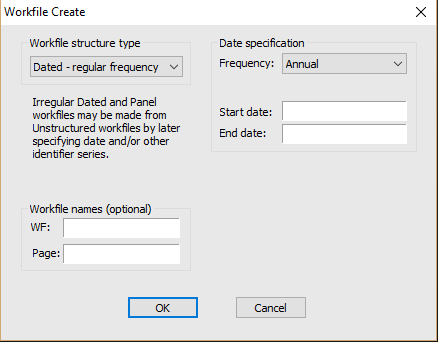 Workfile Create
Workfile structure type
Dated - regular frequency
Irregular Dated and Panel
workfiles may be made from
Unstructured workfiles by later
specifying date and/or other
identifier series.
Date specification
Frequency: Annual
Start date:
End date:
Workfile names (optional)
WF:
Page:
OK Cancel